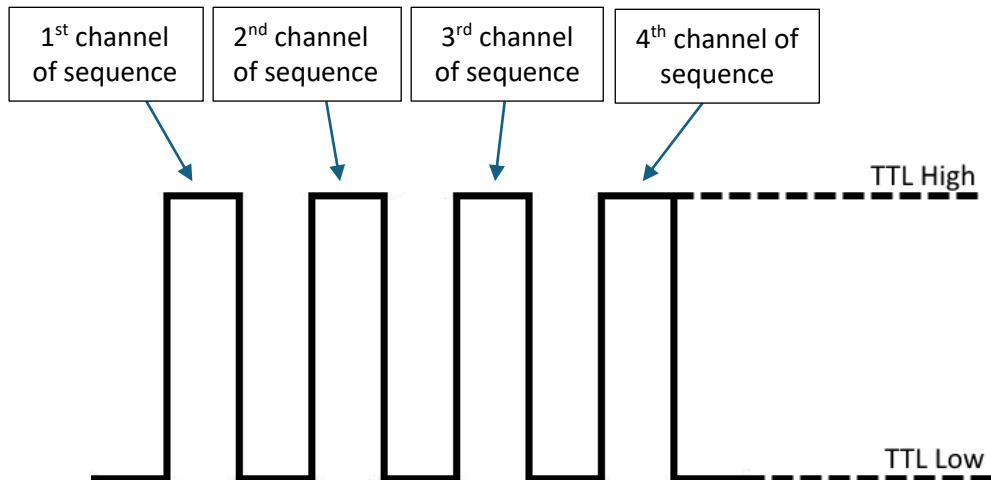 1st channel
of sequence
2nd channel
of sequence
3rd channel
of sequence
4th channel of
sequence
TTL High
TTL Low